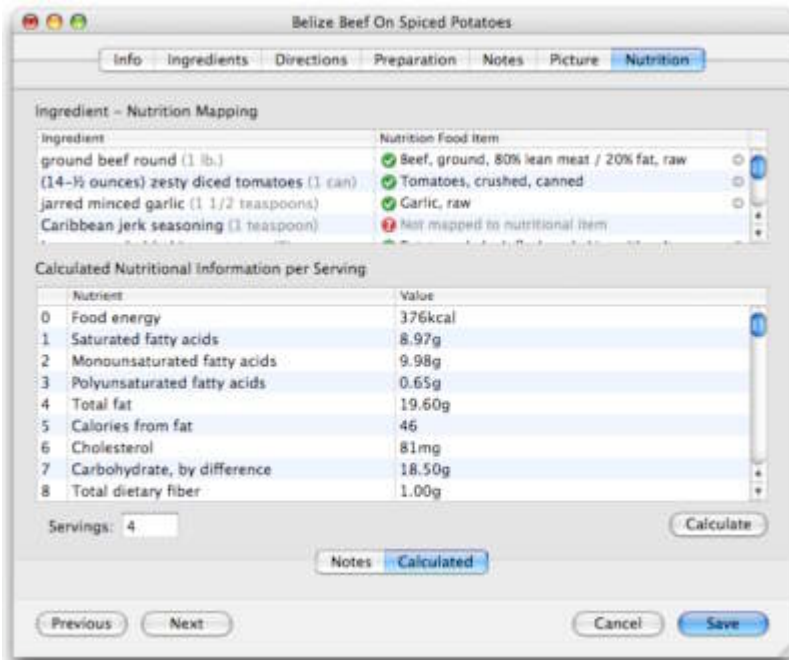 Belize Beef On Spiced Potatoes
Info Ingredients Directions Preparation Notes Picture Nutrition
Ingredient – Nutrition Mapping
Ingredient Nutrition Food Item
ground beef round (1 lb.) Beef, ground, 80% lean meat / 20% fat, raw
(14-½ ounces) zesty diced tomatoes (1 can) Tomatoes, crushed, canned
jarred minced garlic (1 1/2 teaspoons) Garlic, raw
Caribbean jerk seasoning (1 teaspoon) Not mapped to nutritional item
Calculated Nutritional Information per Serving
Nutrient Value
0 Food energy 376kcal
1 Saturated fatty acids 8.97g
2 Monounsaturated fatty acids 9.98g
3 Polyunsaturated fatty acids 0.65g
4 Total fat 19.60g
5 Calories from fat 46
6 Cholesterol 81mg
7 Carbohydrate, by difference 18.50g
8 Total dietary fiber 1.00g
Servings: 4 Calculate
Notes Calculated
Previous Next Cancel Save